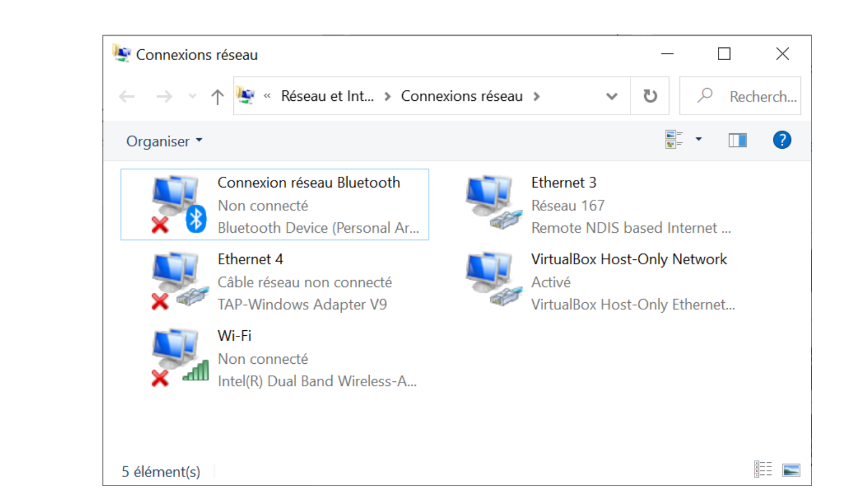 Connexions réseau
« Réseau et Int... > Connexions réseau >
Recherch...
Organiser
Connexion réseau Bluetooth
Non connecté
Bluetooth Device (Personal Ar...
Ethernet 3
Réseau 167
Remote NDIS based Internet ...
Ethernet 4
Câble réseau non connecté
TAP-Windows Adapter V9
VirtualBox Host-Only Network
Activé
VirtualBox Host-Only Ethernet...
Wi-Fi
Non connecté
Intel(R) Dual Band Wireless-A...
5 élément(s)